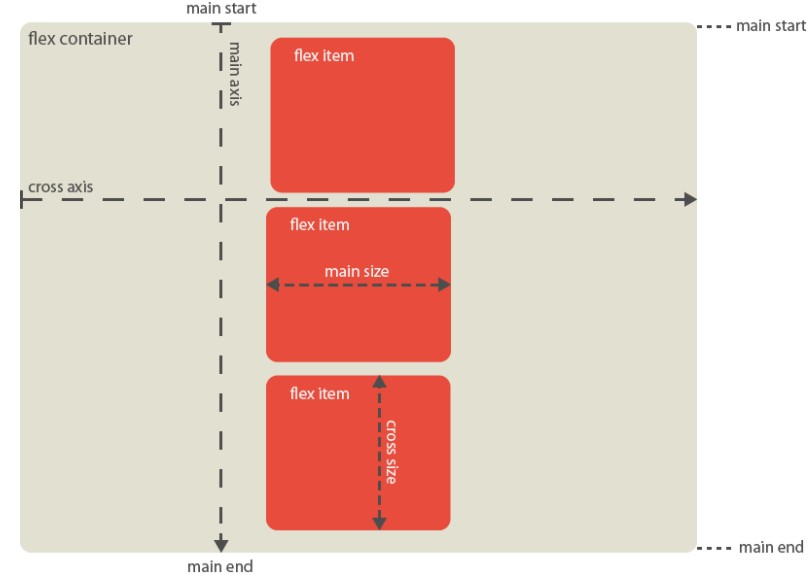 main start
main start
flex container
main axis
flex item
cross axis
flex item
main size
flex item
cross size
main end
main end